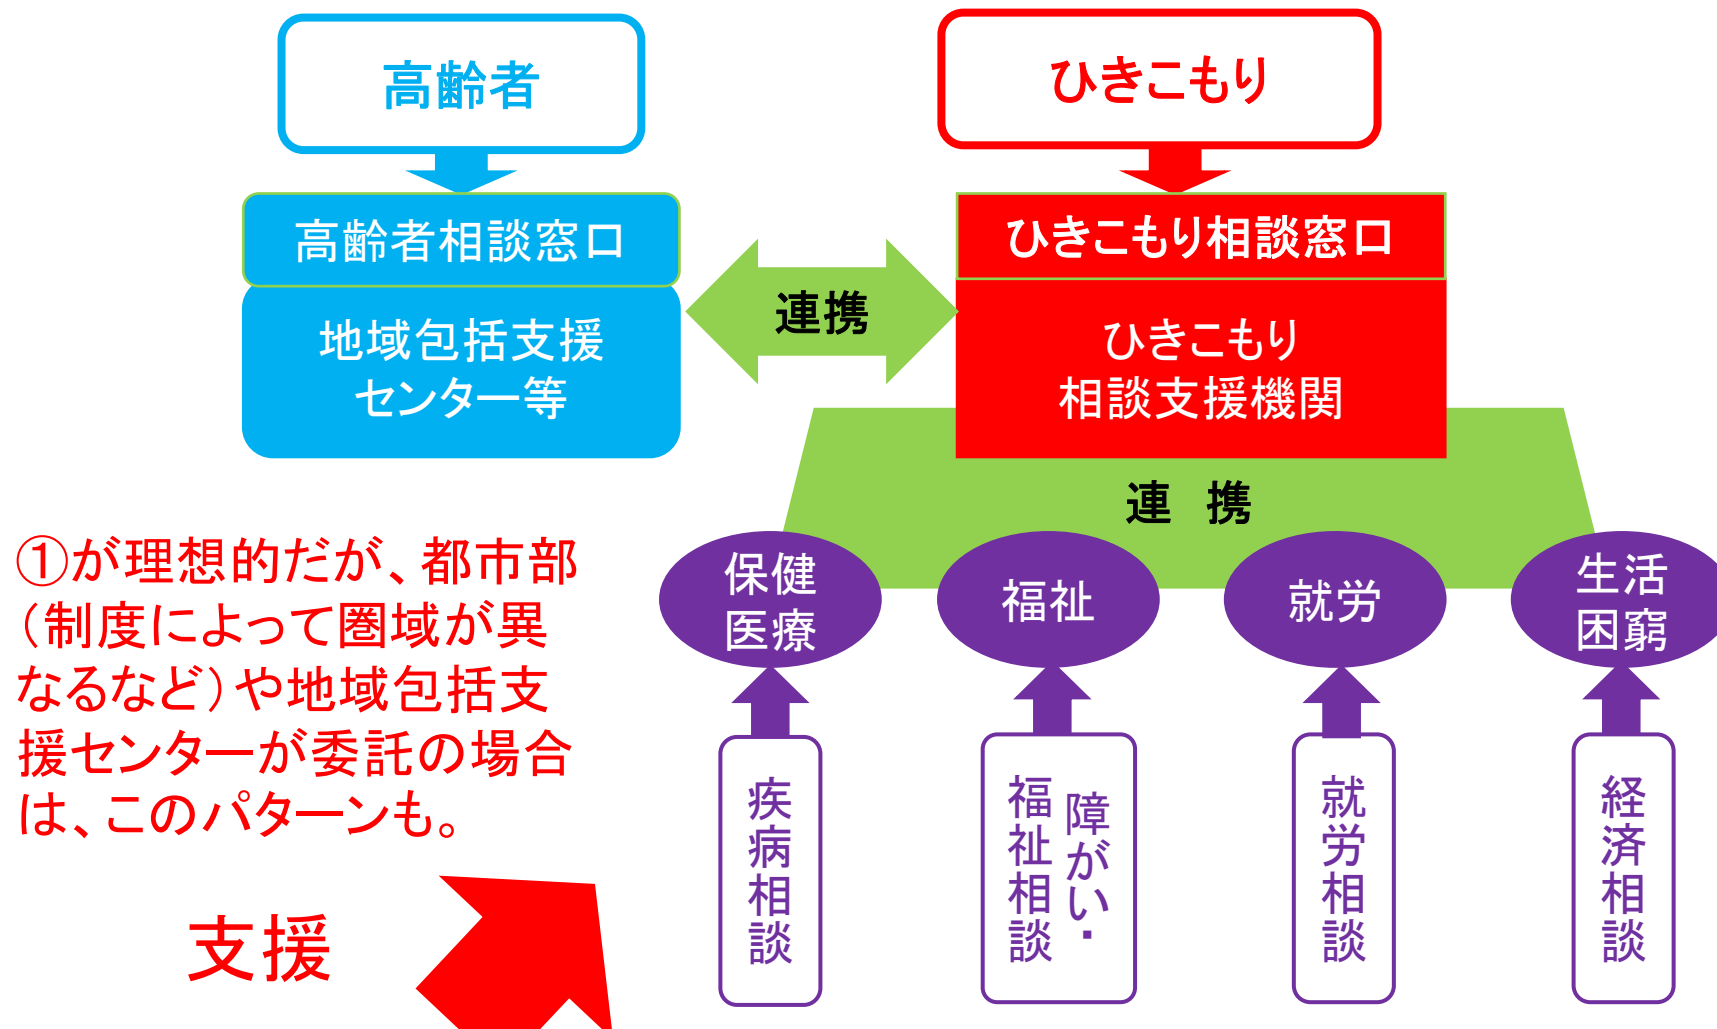 高齢者
ひきこもり
高齢者相談窓口
ひきこもり相談窓口
地域包括支援
センター等
連携
ひきこもり
相談支援機関
連　携
①が理想的だが、都市部
（制度によって圏域が異
なるなど）や地域包括支
援センターが委託の場合
は、このパターンも。
保健
医療
福祉
就労
生活
困窮
疾病相談
障がい・
福祉相談
就労相談
経済相談
支援